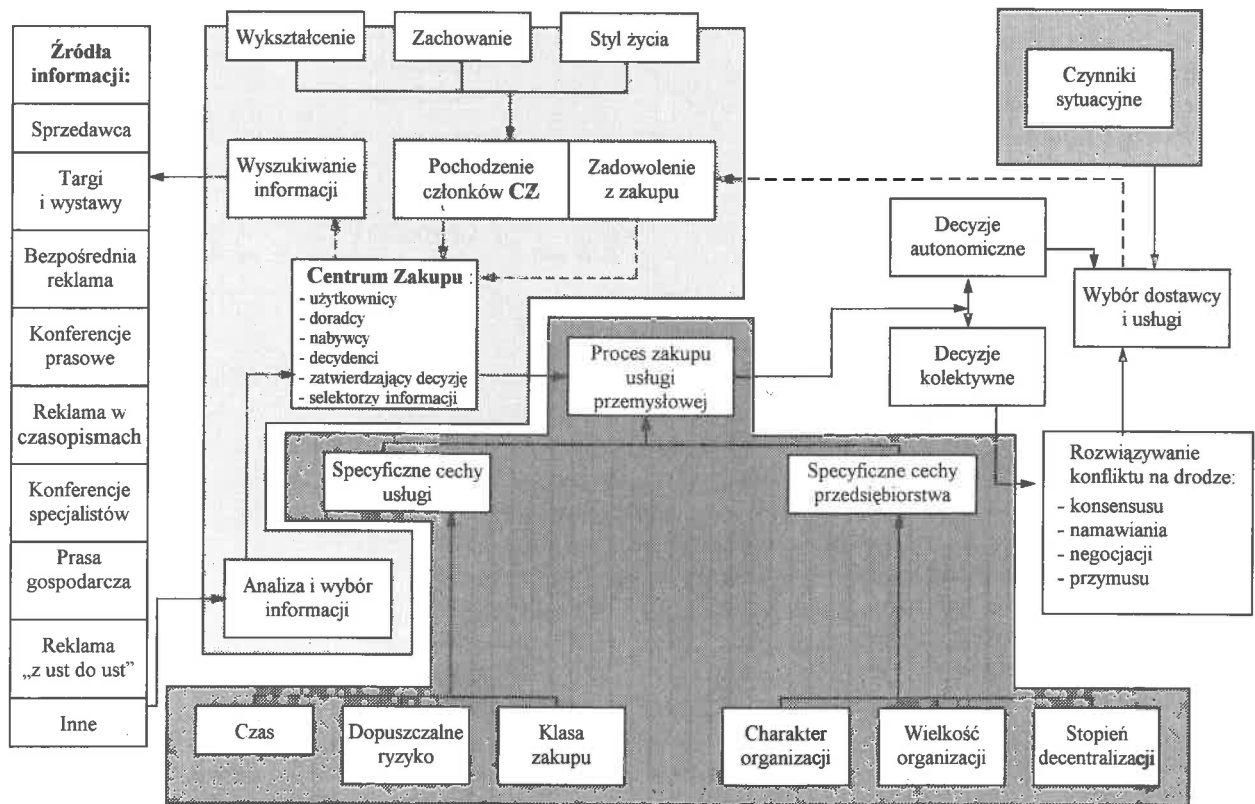 Źródła
informacji:
Sprzedawca
Targi
i wystawy
Bezpośrednia
reklama
Konferencje
prasowe
Reklama w
czasopismach
Konferencje
specjalistów
Prasa
gospodarcza
Reklama
„z ust do ust”
Inne
Wykształcenie
Zachowanie
Styl życia
Wyszukiwanie
informacji
Pochodzenie
członków CZ
Zadowolenie
z zakupu
Centrum Zakupu :
- użytkownicy
- doradcy
- nabywcy
- decydenci
- zatwierdzający decyzję
- selektorzy informacji
Analiza i wybór
informacji
Proces zakupu
usługi
przemysłowej
Specyficzne cechy
usługi
Specyficzne cechy
przedsiębiorstwa
Czas
Dopuszczalne
ryzyko
Klasa
zakupu
Charakter
organizacji
Wielkość
organizacji
Stopień
decentralizacji
Czynniki
sytuacyjne
Decyzje
autonomiczne
Decyzje
kolektywne
Wybór dostawcy
i usługi
Rozwiązywanie
konfliktu na drodze:
- konsensusu
- namawiania
- negocjacji
- przymusu